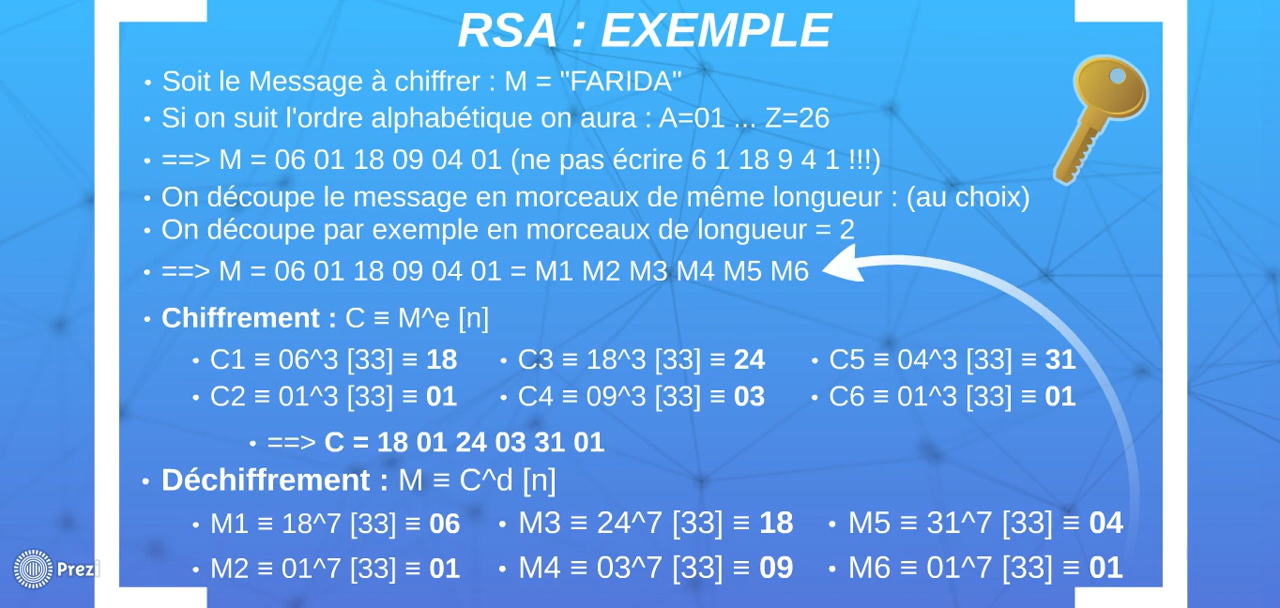 RSA : EXEMPLE
• Soit le Message à chiffrer : M = "FARIDA"
• Si on suit l'ordre alphabétique on aura : A=01 ... Z=26
• ==> M = 06 01 18 09 04 01 (ne pas écrire 6 1 18 9 4 1 !!!)
• On découpe le message en morceaux de même longueur : (au choix)
• On découpe par exemple en morceaux de longueur = 2
• ==> M = 06 01 18 09 04 01 = M1 M2 M3 M4 M5 M6
• Chiffrement : C ≡ M^e [n]
• C1 ≡ 06^3 [33] ≡ 18 • C3 ≡ 18^3 [33] ≡ 24 • C5 ≡ 04^3 [33] ≡ 31
• C2 ≡ 01^3 [33] ≡ 01 • C4 ≡ 09^3 [33] ≡ 03 • C6 ≡ 01^3 [33] ≡ 01
• ==> C = 18 01 24 03 31 01
• Déchiffrement : M ≡ C^d [n]
• M1 ≡ 18^7 [33] ≡ 06 • M3 ≡ 24^7 [33] ≡ 18 • M5 ≡ 31^7 [33] ≡ 04
• M2 ≡ 01^7 [33] ≡ 01 • M4 ≡ 03^7 [33] ≡ 09 • M6 ≡ 01^7 [33] ≡ 01
Prezi